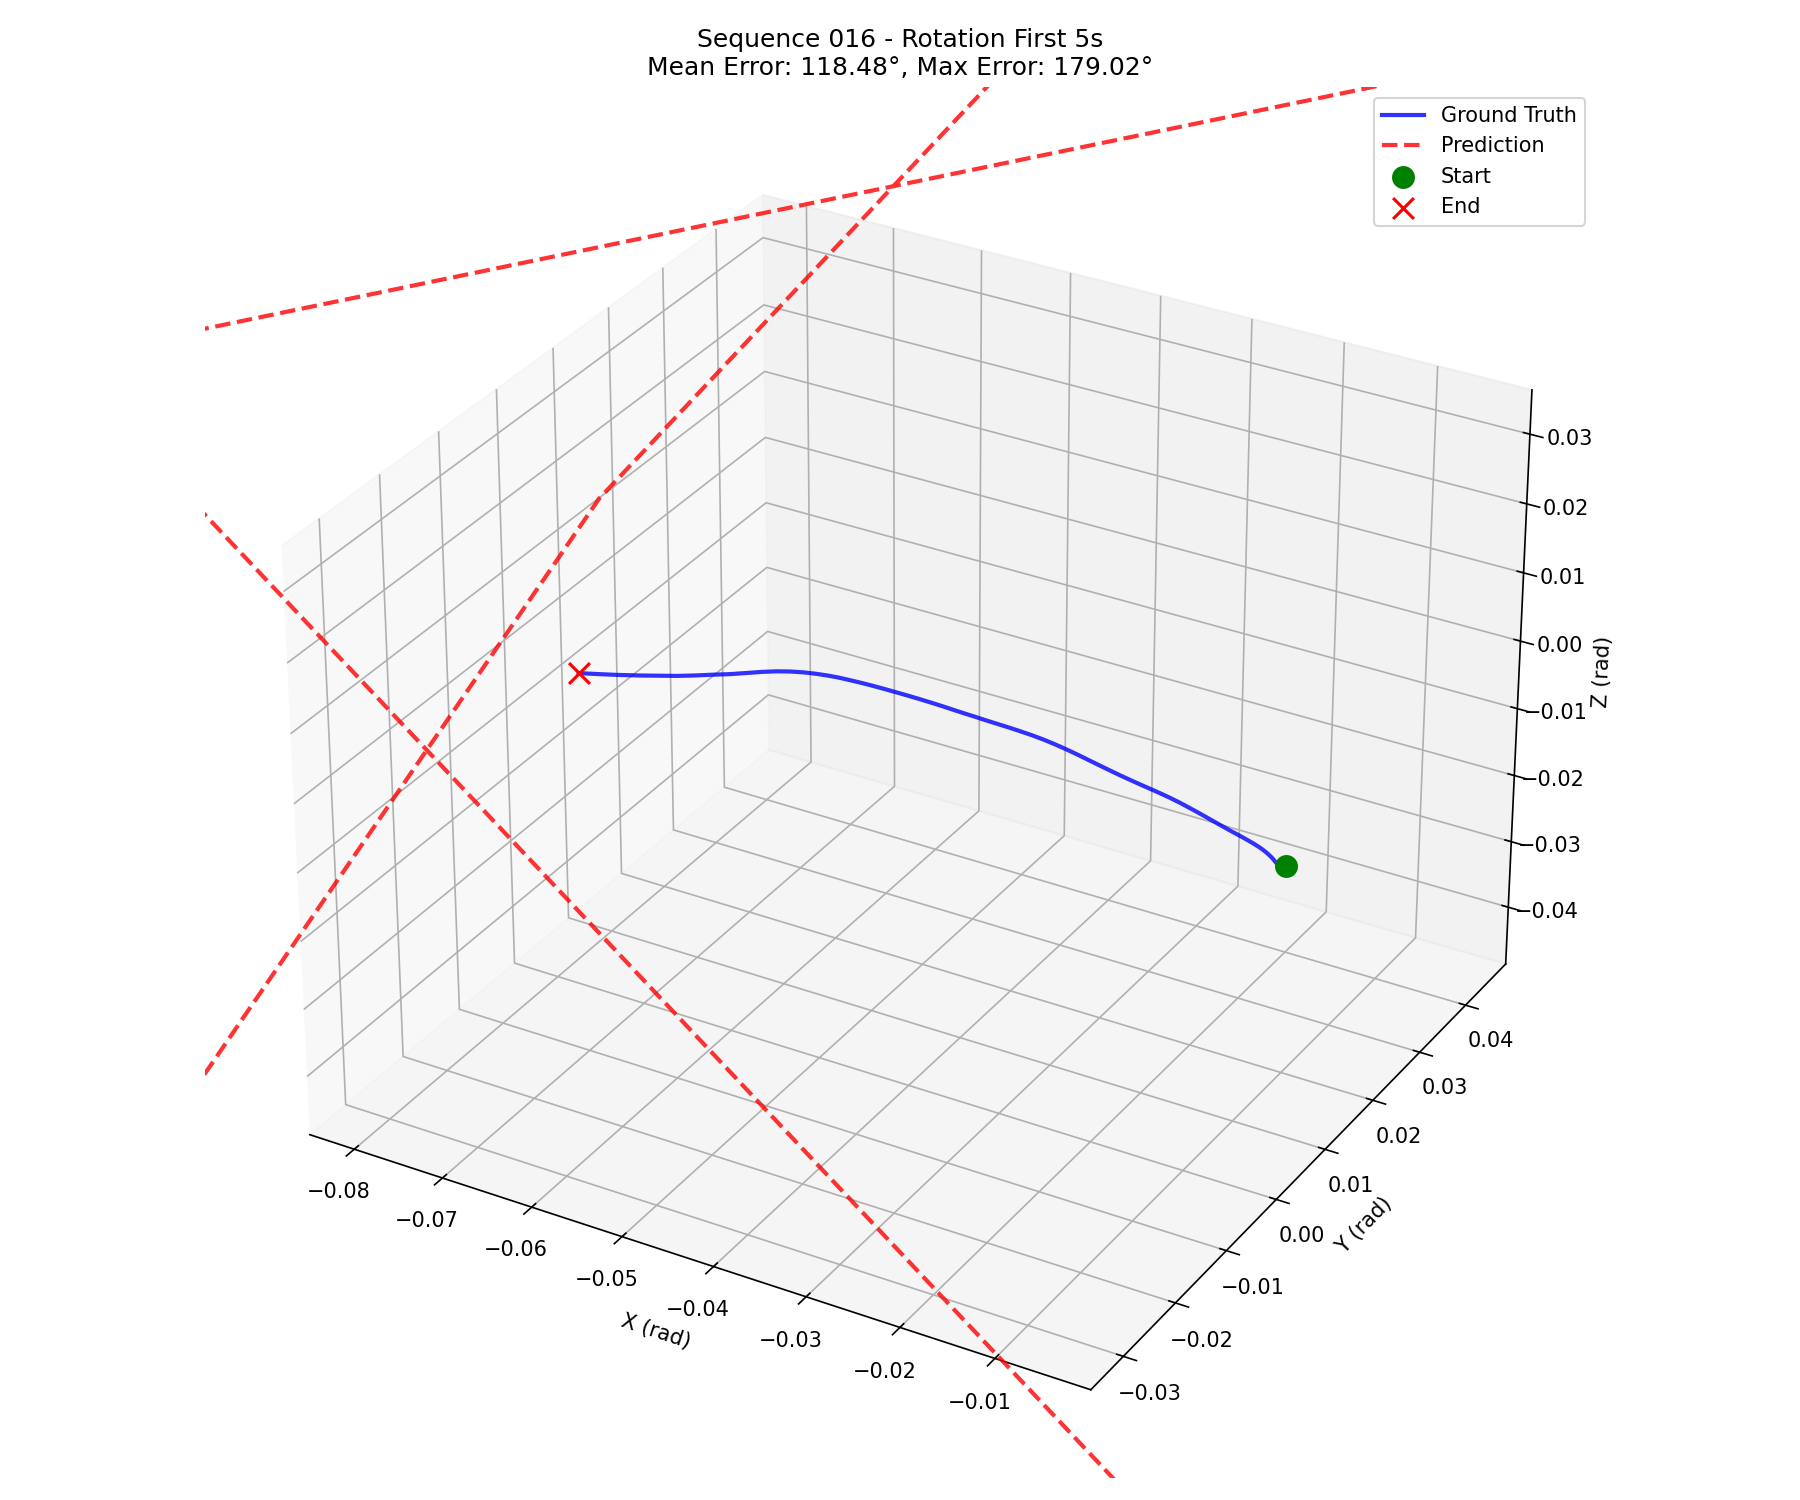 Sequence 016 - Rotation First 5s
Mean Error: 118.48°, Max Error: 179.02°
Ground Truth
Prediction
Start
End
0.03
0.02
0.01
0.00
−0.01
−0.02
−0.03
−0.04
Z (rad)
0.04
0.03
0.02
0.01
0.00
−0.01
−0.02
−0.03
Y (rad)
−0.08
−0.07
−0.06
−0.05
−0.04
−0.03
−0.02
−0.01
X (rad)